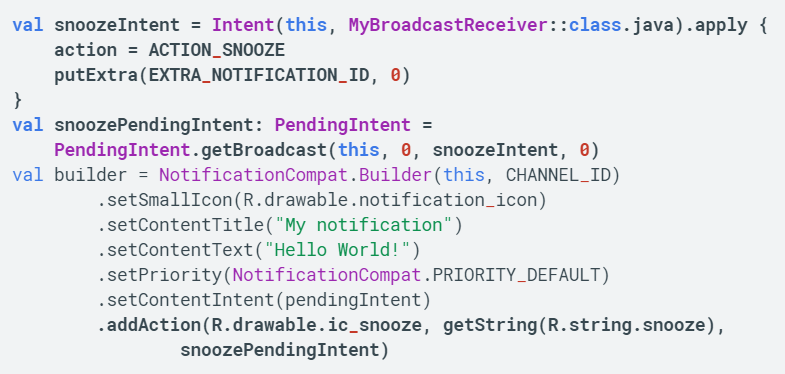 val snoozeIntent = Intent(this, MyBroadcastReceiver::class.java).apply {
    action = ACTION_SNOOZE
    putExtra(EXTRA_NOTIFICATION_ID, 0)
}
val snoozePendingIntent: PendingIntent =
    PendingIntent.getBroadcast(this, 0, snoozeIntent, 0)
val builder = NotificationCompat.Builder(this, CHANNEL_ID)
        .setSmallIcon(R.drawable.notification_icon)
        .setContentTitle("My notification")
        .setContentText("Hello World!")
        .setPriority(NotificationCompat.PRIORITY_DEFAULT)
        .setContentIntent(pendingIntent)
        .addAction(R.drawable.ic_snooze, getString(R.string.snooze),
                snoozePendingIntent)